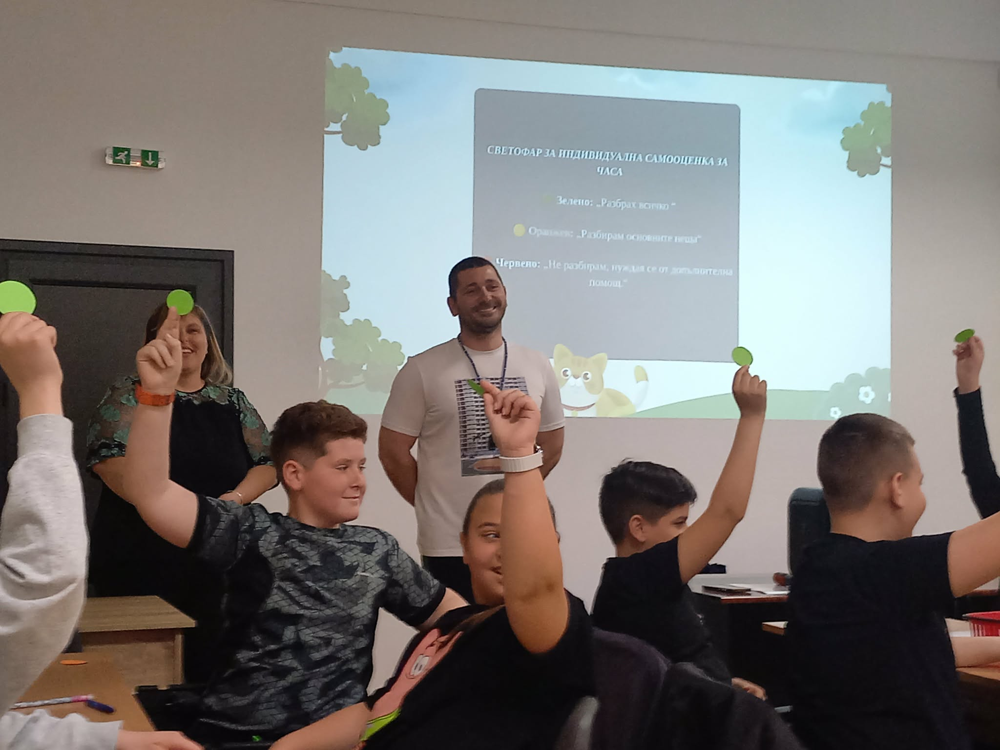 СВЕТОФАР ЗА ИНДИВИДУАЛНА САМООЦЕНКА ЗА
ЧАСА
Зелено: „Разбрах всичко “
Оранжев: „Разбирам основните неща“
Червено: „Не разбирам, нуждая се от допълнителна
помощ.“